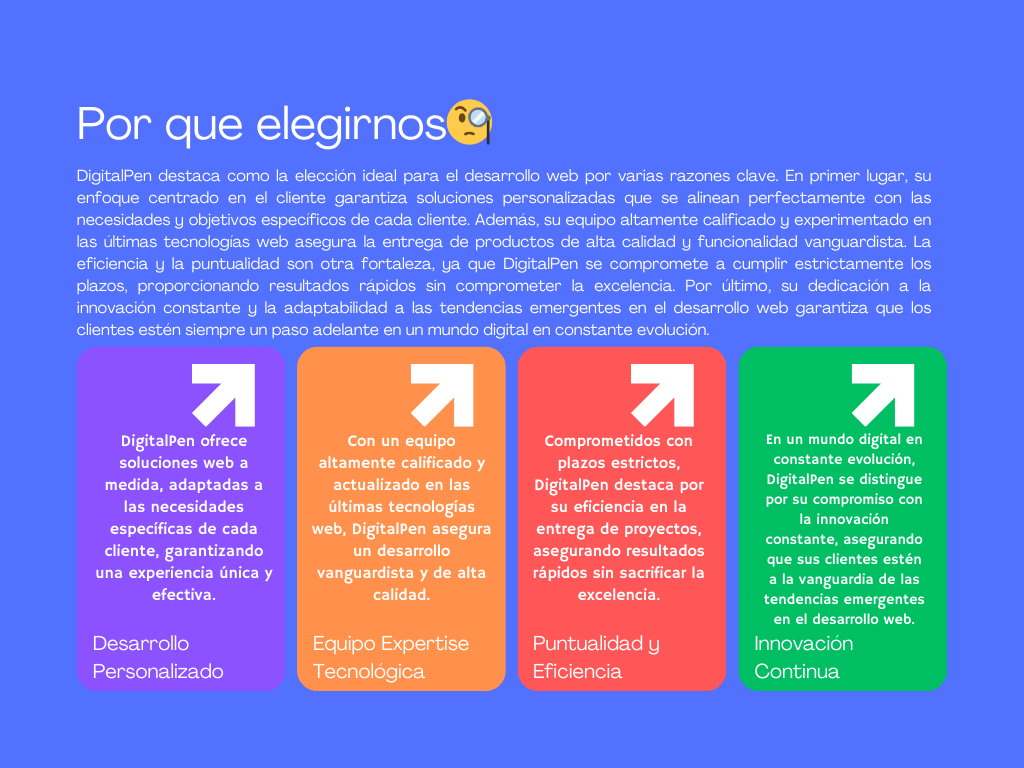 Por que elegirnos🧐
DigitalPen destaca como la elección ideal para el desarrollo web por varias razones clave. En primer lugar, su
enfoque centrado en el cliente garantiza soluciones personalizadas que se alinean perfectamente con las
necesidades y objetivos específicos de cada cliente. Además, su equipo altamente calificado y experimentado en
las últimas tecnologías web asegura la entrega de productos de alta calidad y funcionalidad vanguardista. La
eficiencia y la puntualidad son otra fortaleza, ya que DigitalPen se compromete a cumplir estrictamente los
plazos, proporcionando resultados rápidos sin comprometer la excelencia. Por último, su dedicación a la
innovación constante y la adaptabilidad a las tendencias emergentes en el desarrollo web garantiza que los
clientes estén siempre un paso adelante en un mundo digital en constante evolución.
DigitalPen ofrece
soluciones web a
medida, adaptadas a
las necesidades
específicas de cada
cliente, garantizando
una experiencia única y
efectiva.
Desarrollo
Personalizado
Con un equipo
altamente calificado y
actualizado en las
últimas tecnologías
web, DigitalPen asegura
un desarrollo
vanguardista y de alta
calidad.
Equipo Expertise
Tecnológica
Comprometidos con
plazos estrictos,
DigitalPen destaca por
su eficiencia en la
entrega de proyectos,
asegurando resultados
rápidos sin sacrificar la
excelencia.
Puntualidad y
Eficiencia
En un mundo digital en
constante evolución,
DigitalPen se distingue
por su compromiso con
la innovación
constante, asegurando
que sus clientes estén
a la vanguardia de las
tendencias emergentes
en el desarrollo web.
Innovación
Continua